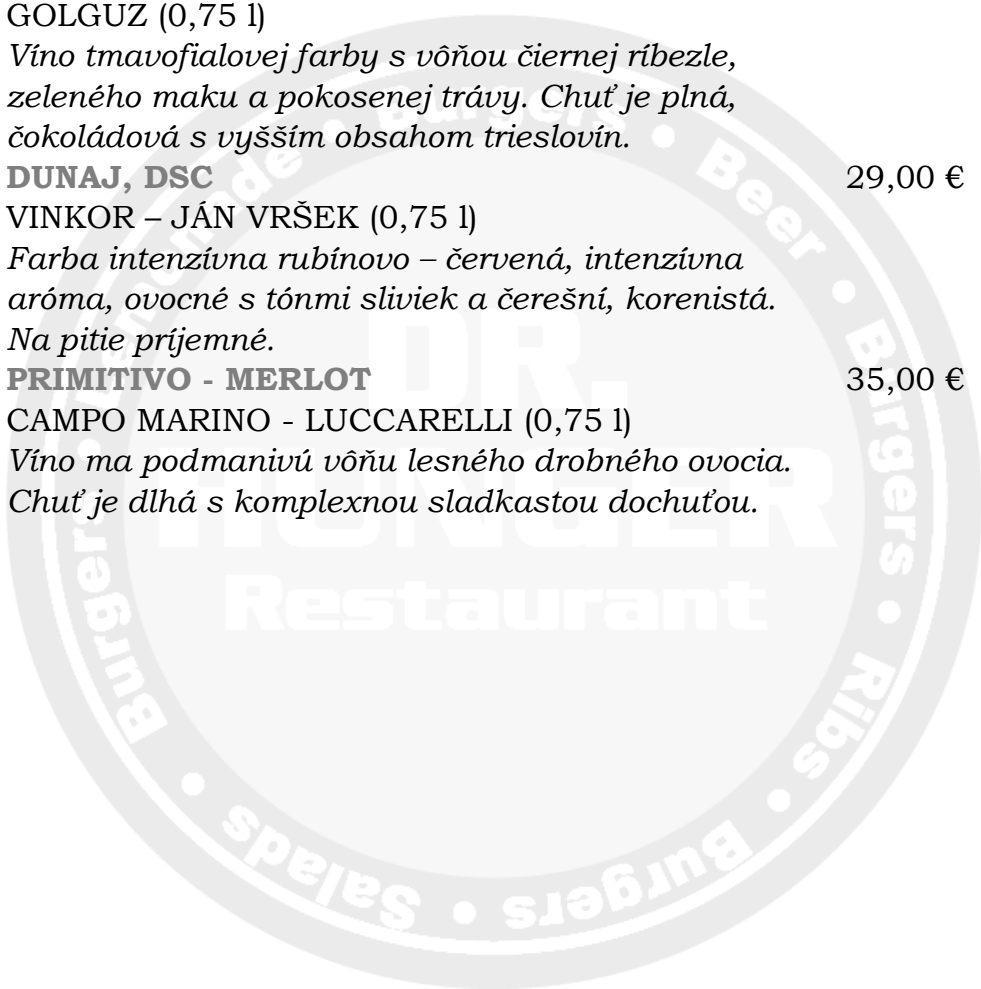 GOLGUZ (0,75 l)
Víno tmavofialovej farby s vôňou čiernej ríbezle,
zeleného maku a pokosenej trávy. Chuť je plná,
čokoládová s vyšším obsahom trieslovín.
DUNAJ, DSC 29,00 €
VINKOR – JÁN VRŠEK (0,75 l)
Farba intenzívna rubínovo – červená, intenzívna
aróma, ovocné s tónmi sliviek a čerešní, korenistá.
Na pitie príjemné.
PRIMITIVO - MERLOT 35,00 €
CAMPO MARINO - LUCCARELLI (0,75 l)
Víno ma podmanivú vôňu lesného drobného ovocia.
Chuť je dlhá s komplexnou sladkastou dochuťou.
DR.
HUNGER
Restaurant
Lemonade • Burgers • Beer • Burgers • Ribs • Burgers • Salads • Burgers •